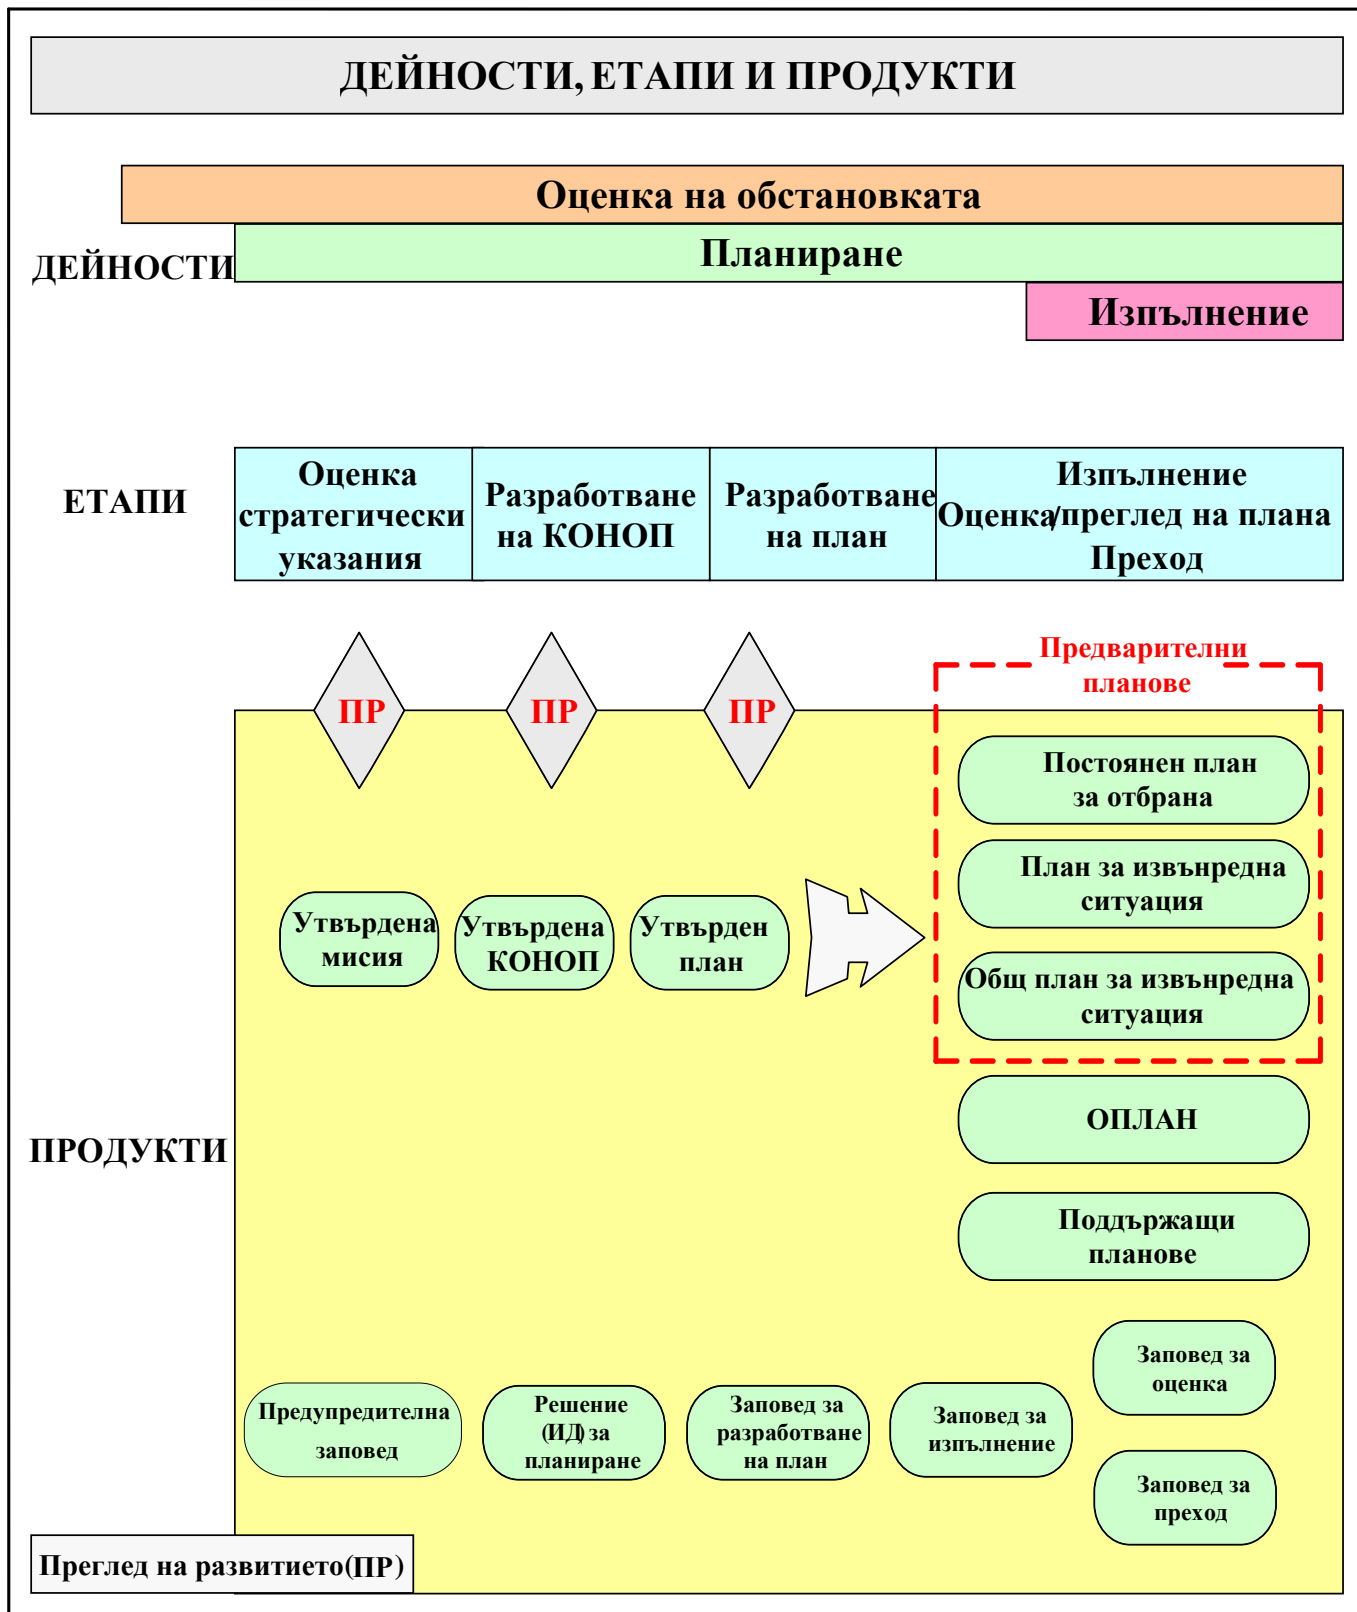 ДЕЙНОСТИ, ЕТАПИ И ПРОДУКТИ
Оценка на обстановката
Планиране
ДЕЙНОСТИ
Изпълнение
ЕТАПИ
Оценка
стратегически
указания
Разработване
на КОНОП
Разработване
на план
Изпълнение
Оценка/преглед на плана
Преход
ПР
ПР
ПР
Предварителни
планове
Постоянен план
за отбрана
План за извънредна
ситуация
Общ план за извънредна
ситуация
Утвърдена
мисия
Утвърдена
КОНОП
Утвърден
план
ОПЛАН
ПРОДУКТИ
Поддържащи
планове
Предупредителна
заповед
Решение
(ИД) за
планиране
Заповед за
разработване
на план
Заповед за
изпълнение
Заповед за
оценка
Заповед за
преход
Преглед на развитието(ПР)